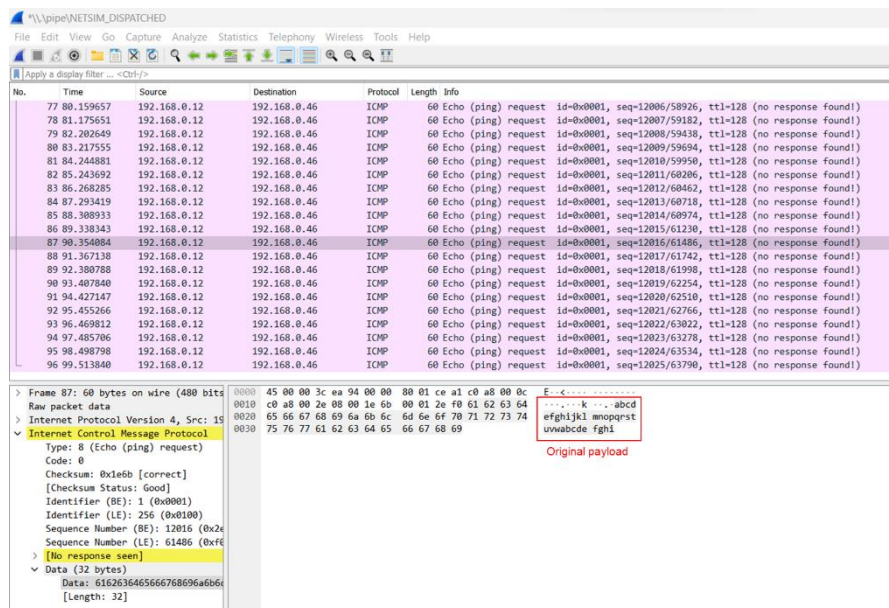 *\\.\pipe\NETSIM_DISPATCHED
File Edit View Go Capture Analyze Statistics Telephony Wireless Tools Help
Apply a display filter ... <Ctrl-/>
No. Time Source Destination Protocol Length Info
77 80.159657 192.168.0.12 192.168.0.46 ICMP 60 Echo (ping) request id=0x0001, seq=12006/58926, ttl=128 (no response found!)
78 81.175651 192.168.0.12 192.168.0.46 ICMP 60 Echo (ping) request id=0x0001, seq=12007/59182, ttl=128 (no response found!)
79 82.202649 192.168.0.12 192.168.0.46 ICMP 60 Echo (ping) request id=0x0001, seq=12008/59438, ttl=128 (no response found!)
80 83.217555 192.168.0.12 192.168.0.46 ICMP 60 Echo (ping) request id=0x0001, seq=12009/59694, ttl=128 (no response found!)
81 84.244881 192.168.0.12 192.168.0.46 ICMP 60 Echo (ping) request id=0x0001, seq=12010/59950, ttl=128 (no response found!)
82 85.243692 192.168.0.12 192.168.0.46 ICMP 60 Echo (ping) request id=0x0001, seq=12011/60206, ttl=128 (no response found!)
83 86.268285 192.168.0.12 192.168.0.46 ICMP 60 Echo (ping) request id=0x0001, seq=12012/60462, ttl=128 (no response found!)
84 87.293419 192.168.0.12 192.168.0.46 ICMP 60 Echo (ping) request id=0x0001, seq=12013/60718, ttl=128 (no response found!)
85 88.308933 192.168.0.12 192.168.0.46 ICMP 60 Echo (ping) request id=0x0001, seq=12014/60974, ttl=128 (no response found!)
86 89.338343 192.168.0.12 192.168.0.46 ICMP 60 Echo (ping) request id=0x0001, seq=12015/61230, ttl=128 (no response found!)
87 90.354084 192.168.0.12 192.168.0.46 ICMP 60 Echo (ping) request id=0x0001, seq=12016/61486, ttl=128 (no response found!)
88 91.367138 192.168.0.12 192.168.0.46 ICMP 60 Echo (ping) request id=0x0001, seq=12017/61742, ttl=128 (no response found!)
89 92.380788 192.168.0.12 192.168.0.46 ICMP 60 Echo (ping) request id=0x0001, seq=12018/61998, ttl=128 (no response found!)
90 93.407840 192.168.0.12 192.168.0.46 ICMP 60 Echo (ping) request id=0x0001, seq=12019/62254, ttl=128 (no response found!)
91 94.427147 192.168.0.12 192.168.0.46 ICMP 60 Echo (ping) request id=0x0001, seq=12020/62510, ttl=128 (no response found!)
92 95.455266 192.168.0.12 192.168.0.46 ICMP 60 Echo (ping) request id=0x0001, seq=12021/62766, ttl=128 (no response found!)
93 96.469812 192.168.0.12 192.168.0.46 ICMP 60 Echo (ping) request id=0x0001, seq=12022/63022, ttl=128 (no response found!)
94 97.485706 192.168.0.12 192.168.0.46 ICMP 60 Echo (ping) request id=0x0001, seq=12023/63278, ttl=128 (no response found!)
95 98.498798 192.168.0.12 192.168.0.46 ICMP 60 Echo (ping) request id=0x0001, seq=12024/63534, ttl=128 (no response found!)
96 99.513840 192.168.0.12 192.168.0.46 ICMP 60 Echo (ping) request id=0x0001, seq=12025/63790, ttl=128 (no response found!)
> Frame 87: 60 bytes on wire (480 bits
Raw packet data
> Internet Protocol Version 4, Src: 19
Internet Control Message Protocol
Type: 8 (Echo (ping) request)
Code: 0
Checksum: 0x1e6b [correct]
[Checksum Status: Good]
Identifier (BE): 1 (0x0001)
Identifier (LE): 256 (0x0100)
Sequence Number (BE): 12016 (0x2e
Sequence Number (LE): 61486 (0xf0
> [No response seen]
Data (32 bytes)
Data: 6162636465666768696a6b6c
[Length: 32]
0000 45 00 00 3c ea 94 00 00 80 01 ce a1 c0 a8 00 0c E··<···· ········
0010 c0 a8 00 2e 08 00 1e 6b 00 01 2e f0 61 62 63 64 ·······k ··.·abcd
0020 65 66 67 68 69 6a 6b 6c 6d 6e 6f 70 71 72 73 74 efghijkl mnopqrst
0030 75 76 77 61 62 63 64 65 66 67 68 69 uvwabcde fghi
Original payload